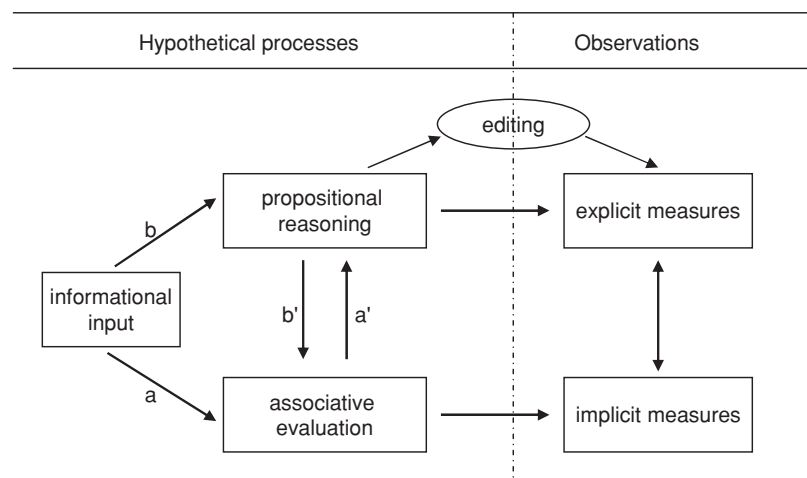 Hypothetical processes
Observations
editing
propositional
reasoning
explicit measures
b
informational
input
b'
a'
a
associative
evaluation
implicit measures